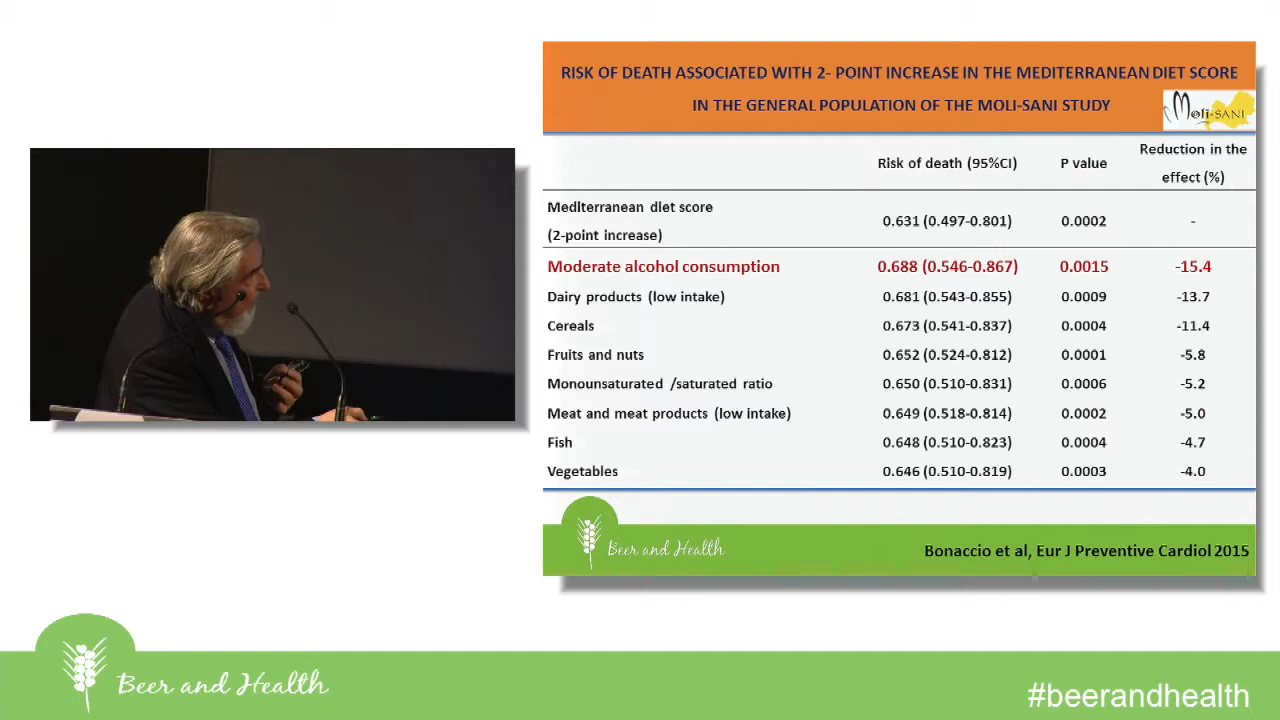 RISK OF DEATH ASSOCIATED WITH 2- POINT INCREASE IN THE MEDITERRANEAN DIET SCORE
IN THE GENERAL POPULATION OF THE MOLI-SANI STUDY
Moli-SANI
Risk of death (95%CI) P value Reduction in the
effect (%)
Mediterranean diet score
(2-point increase) 0.631 (0.497-0.801) 0.0002 -
Moderate alcohol consumption 0.688 (0.546-0.867) 0.0015 -15.4
Dairy products (low intake) 0.681 (0.543-0.855) 0.0009 -13.7
Cereals 0.673 (0.541-0.837) 0.0004 -11.4
Fruits and nuts 0.652 (0.524-0.812) 0.0001 -5.8
Monounsaturated /saturated ratio 0.650 (0.510-0.831) 0.0006 -5.2
Meat and meat products (low intake) 0.649 (0.518-0.814) 0.0002 -5.0
Fish 0.648 (0.510-0.823) 0.0004 -4.7
Vegetables 0.646 (0.510-0.819) 0.0003 -4.0
Beer and Health
Bonaccio et al, Eur J Preventive Cardiol 2015
Beer and Health
#beerandhealth